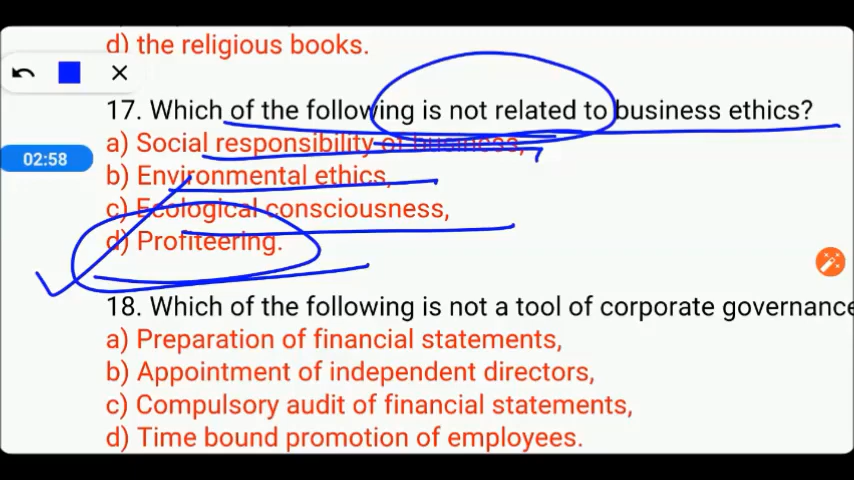 d) the religious books.
17. Which of the following is not related to business ethics?
a) Social responsibility of business,
02:58
b) Environmental ethics,
c) Ecological consciousness,
d) Profiteering.
18. Which of the following is not a tool of corporate governance
a) Preparation of financial statements,
b) Appointment of independent directors,
c) Compulsory audit of financial statements,
d) Time bound promotion of employees.